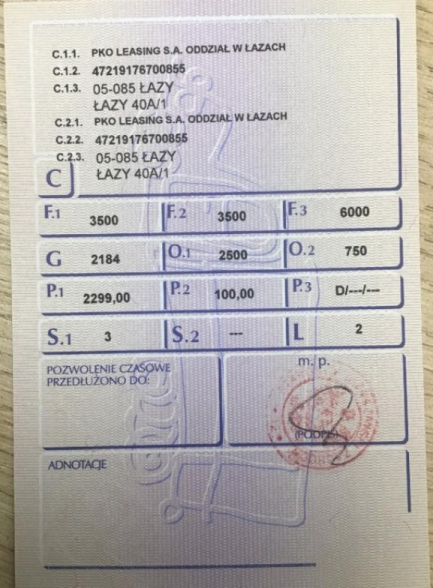 C.1.1. PKO LEASING S.A. ODDZIAŁ W ŁAZACH
C.1.2. 47219176700855
C.1.3. 05-085 ŁAZY
ŁAZY 40A/1
C.2.1. PKO LEASING S.A. ODDZIAŁ W ŁAZACH
C.2.2. 47219176700855
C.2.3. 05-085 ŁAZY
ŁAZY 40A/1
C
F.1 3500 F.2 3500 F.3 6000
G 2184 O.1 2500 O.2 750
P.1 2299,00 P.2 100,00 P.3 D/---/---
S.1 3 S.2 --- L 2
POZWOLENIE CZASOWE m. p.
PRZEDŁUŻONO DO:
(PODPIS)
ADNOTACJE